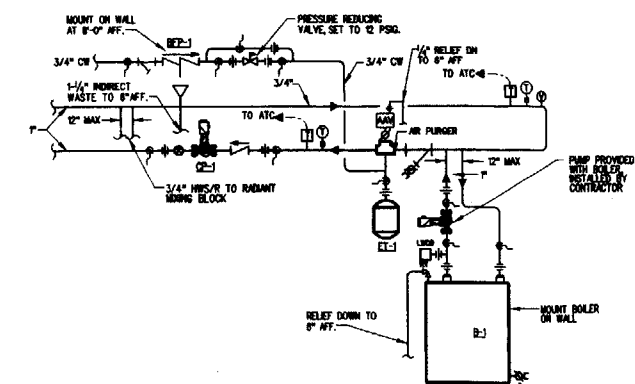 MOUNT ON WALL
AT 8'-0" AFF.
BFP-1
PRESSURE REDUCING
VALVE, SET TO 12 PSIG.
3/4" CW
3/4" CW
1/4" RELIEF DN
TO 6" AFF
TO ATC
1-1/4" INDIRECT
WASTE TO 6" AFF.
3/4"
T
T
AAV
TO ATC
T
T
12" MAX
1"
AIR PURGER
CP-1
12" MAX
1"
PUMP PROVIDED
WITH BOILER,
INSTALLED BY
CONTRACTOR
3/4" HWS/R TO RADIANT
MIXING BLOCK
ET-1
LWCO
RELIEF DOWN TO
6" AFF.
B-1
MOUNT BOILER
ON WALL